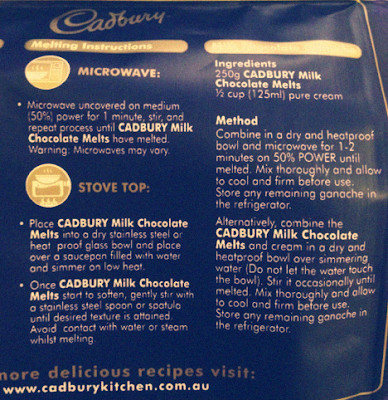 Cadbury
Melting Instructions
MICROWAVE:
• Microwave uncovered on medium
(50%) power for 1 minute, stir, and
repeat process until CADBURY Milk
Chocolate Melts have melted.
Warning: Microwaves may vary.
STOVE TOP:
• Place CADBURY Milk Chocolate
Melts into a dry stainless steel or
heat proof glass bowl and place
over a saucepan filled with water
and simmer on low heat.
• Once CADBURY Milk Chocolate
Melts start to soften, gently stir with
a stainless steel spoon or spatula
until desired texture is attained.
Avoid contact with water or steam
whilst melting.
Milk Chocolate
Ingredients
250g CADBURY Milk
Chocolate Melts
½ cup (125ml) pure cream
Method
Combine in a dry and heatproof
bowl and microwave for 1-2
minutes on 50% POWER until
melted. Mix thoroughly and allow
to cool and firm before use.
Store any remaining ganache in
the refrigerator.
Alternatively, combine the
CADBURY Milk Chocolate
Melts and cream in a dry and
heatproof bowl over simmering
water (Do not let the water touch
the bowl). Stir it occasionally until
melted. Mix thoroughly and allow
to cool and firm before use.
Store any remaining ganache in
the refrigerator.
more delicious recipes visit:
www.cadburykitchen.com.au